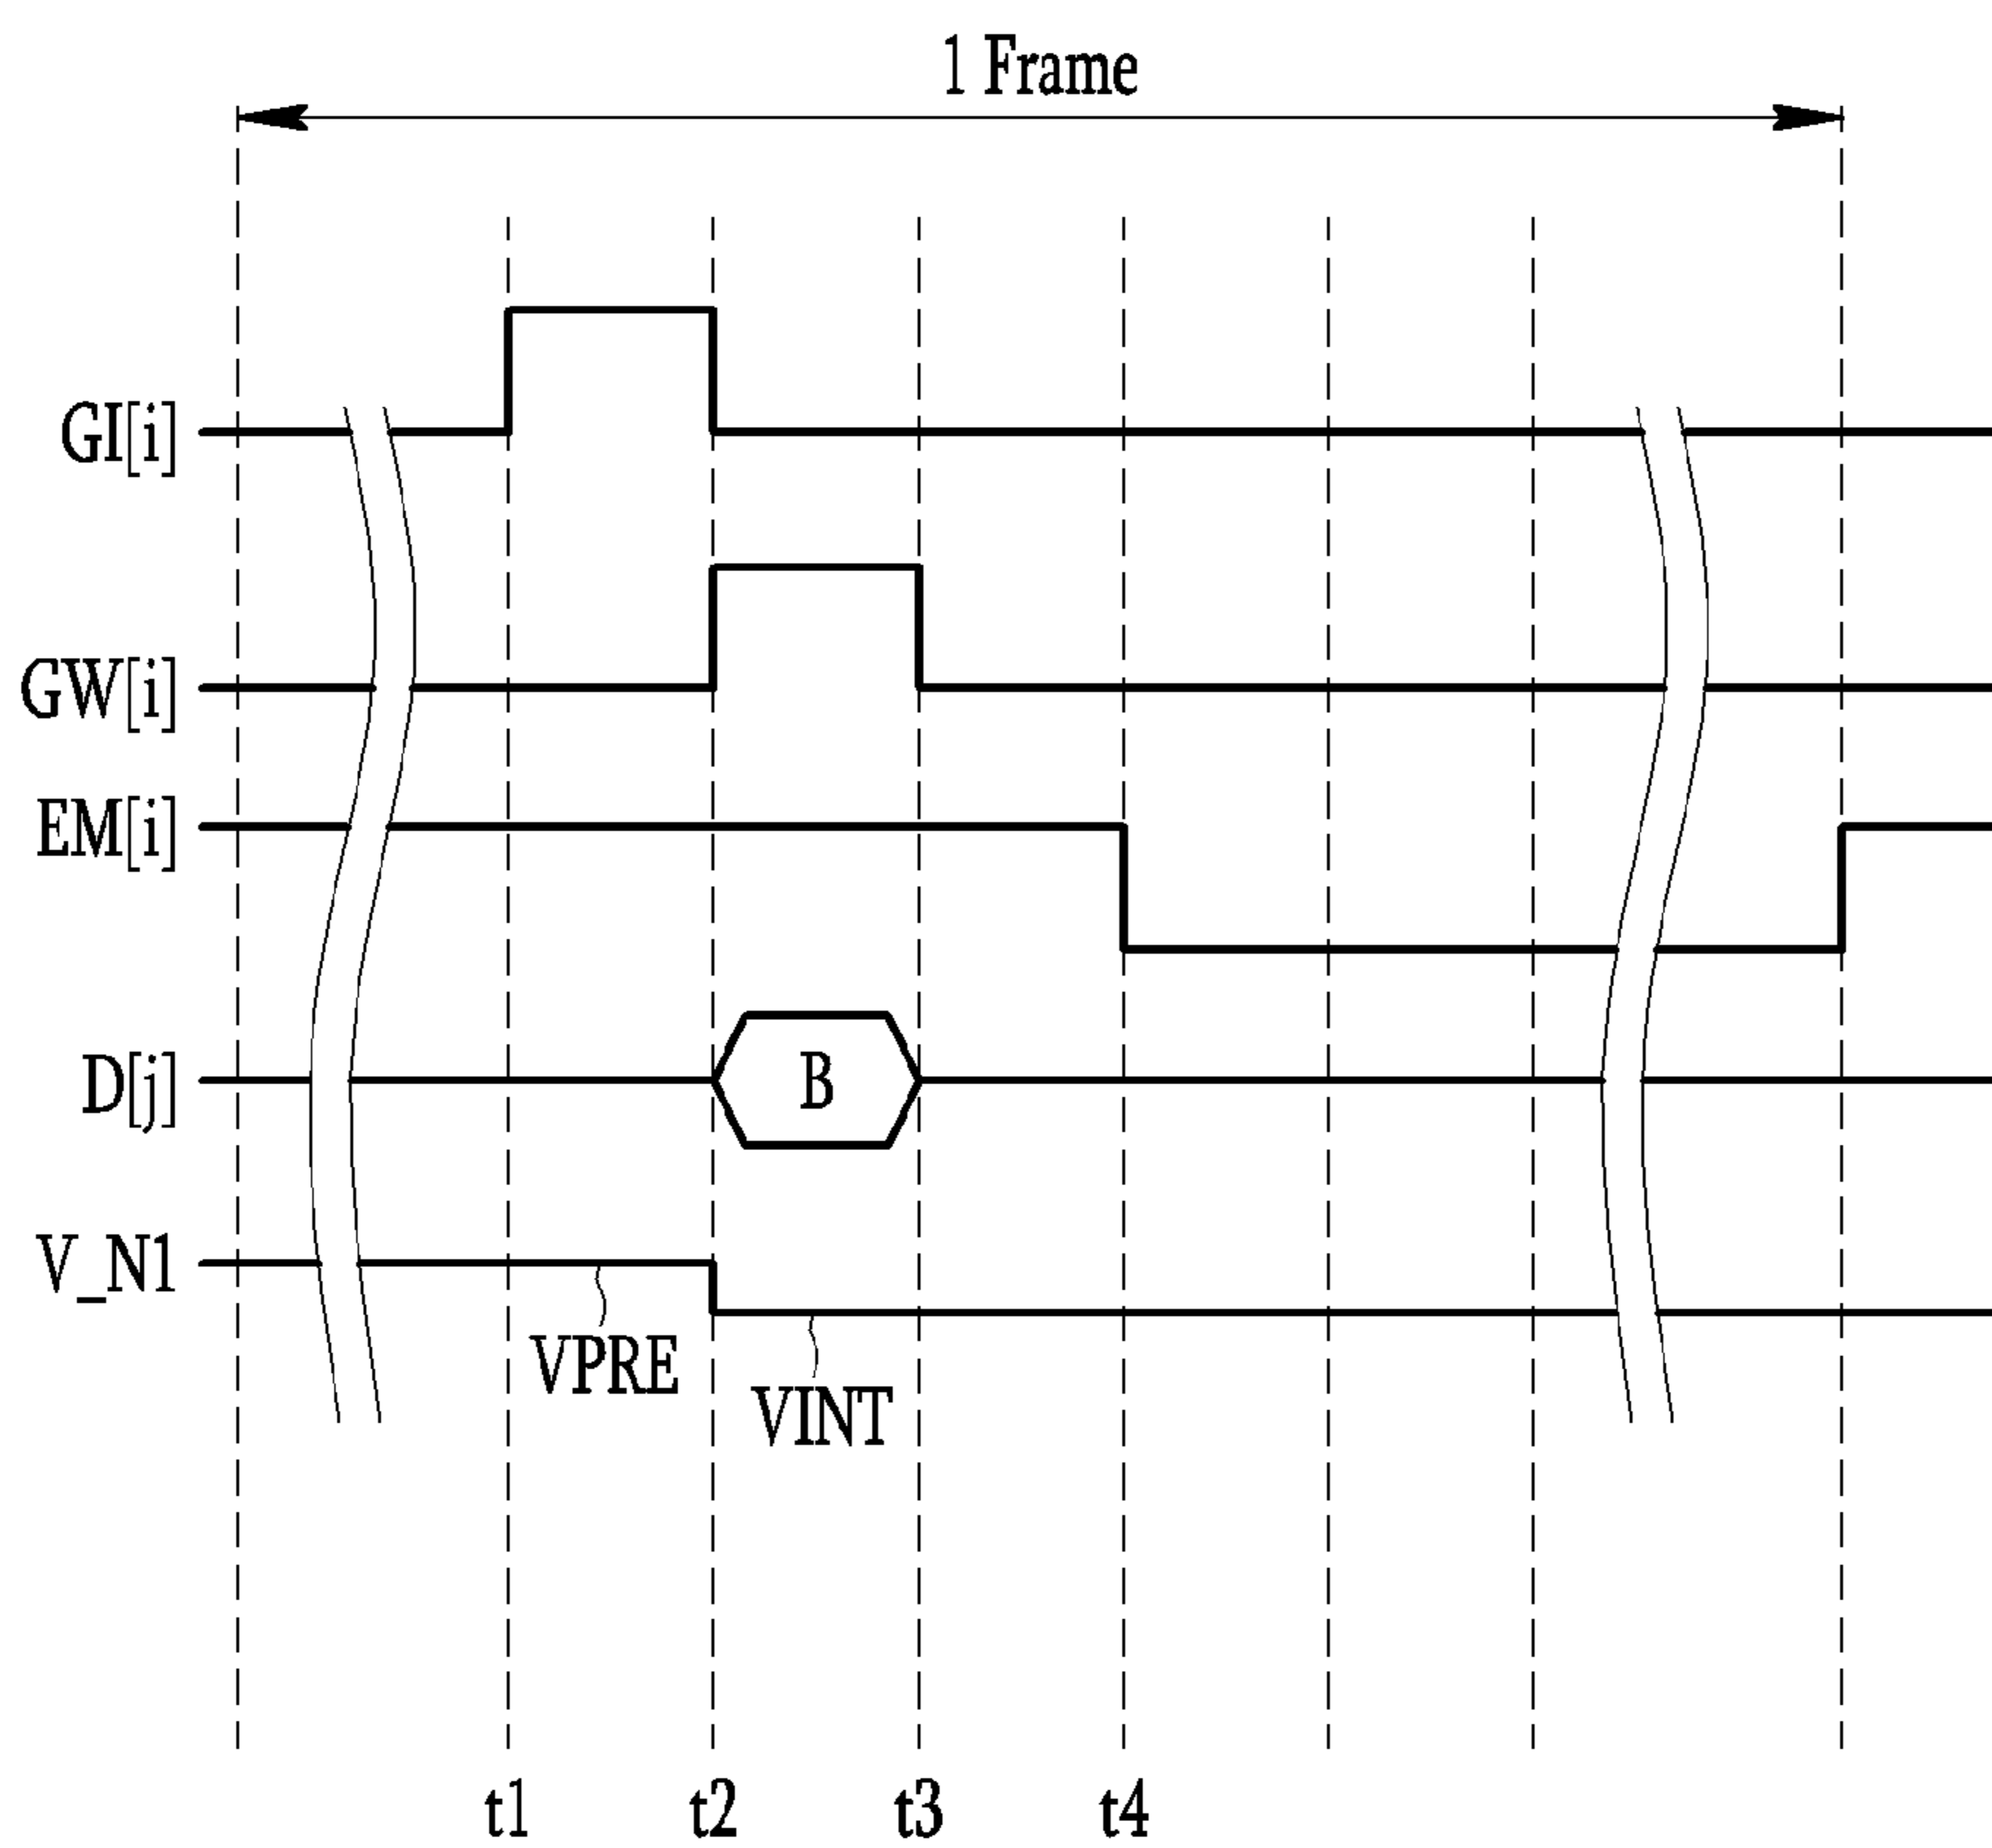 1 Frame
GI[i]
GW[i]
EM[i]
D[j]
B
V_N1
VPRE
VINT
t1 t2 t3 t4